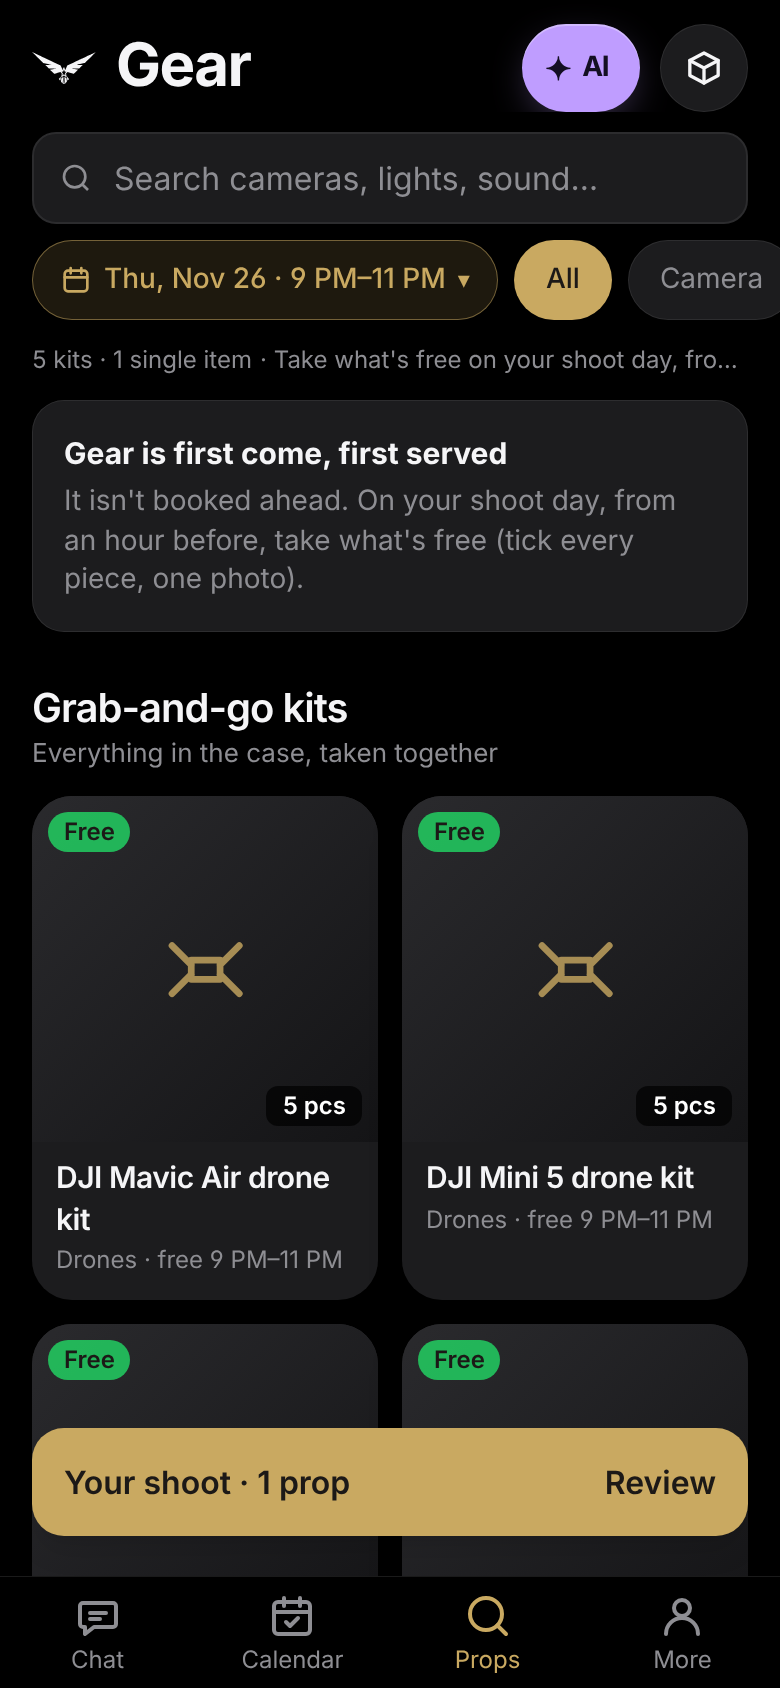 Gear
AI
Search cameras, lights, sound...
Thu, Nov 26 · 9 PM–11 PM ▾
All
Camera
5 kits · 1 single item · Take what's free on your shoot day, fro...
Gear is first come, first served
It isn't booked ahead. On your shoot day, from
an hour before, take what's free (tick every
piece, one photo).
Grab-and-go kits
Everything in the case, taken together
Free
Free
5 pcs
5 pcs
DJI Mavic Air drone
kit
Drones · free 9 PM–11 PM
DJI Mini 5 drone kit
Drones · free 9 PM–11 PM
Free
Free
Your shoot · 1 prop
Review
Chat
Calendar
Props
More